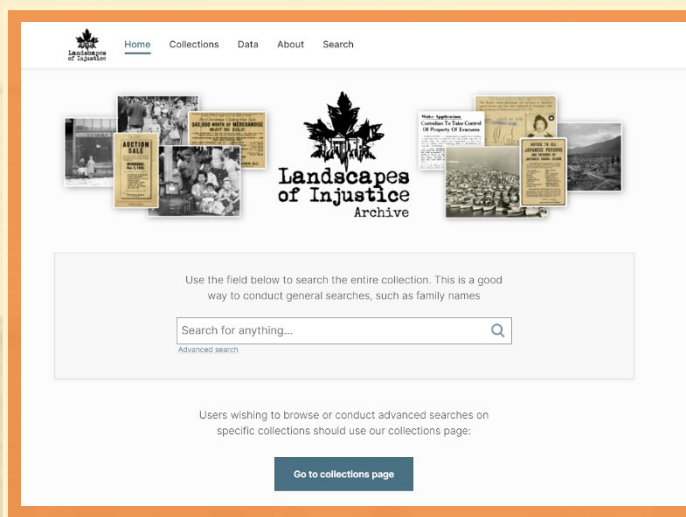 Landscapes
of Injustice
Home
Collections
Data
About
Search
AUCTION
SALE
$43,000 WORTH OF MERCHANDISE
MUST BE SOLD!
Landscapes
of Injustice
Archive
Make Application
Custodian To Take Control
Of Property Of Evacuees
NOTICE TO ALL
JAPANESE PERSONS
Use the field below to search the entire collection. This is a good
way to conduct general searches, such as family names
Search for anything...
Advanced search
Users wishing to browse or conduct advanced searches on
specific collections should use our collections page:
Go to collections page